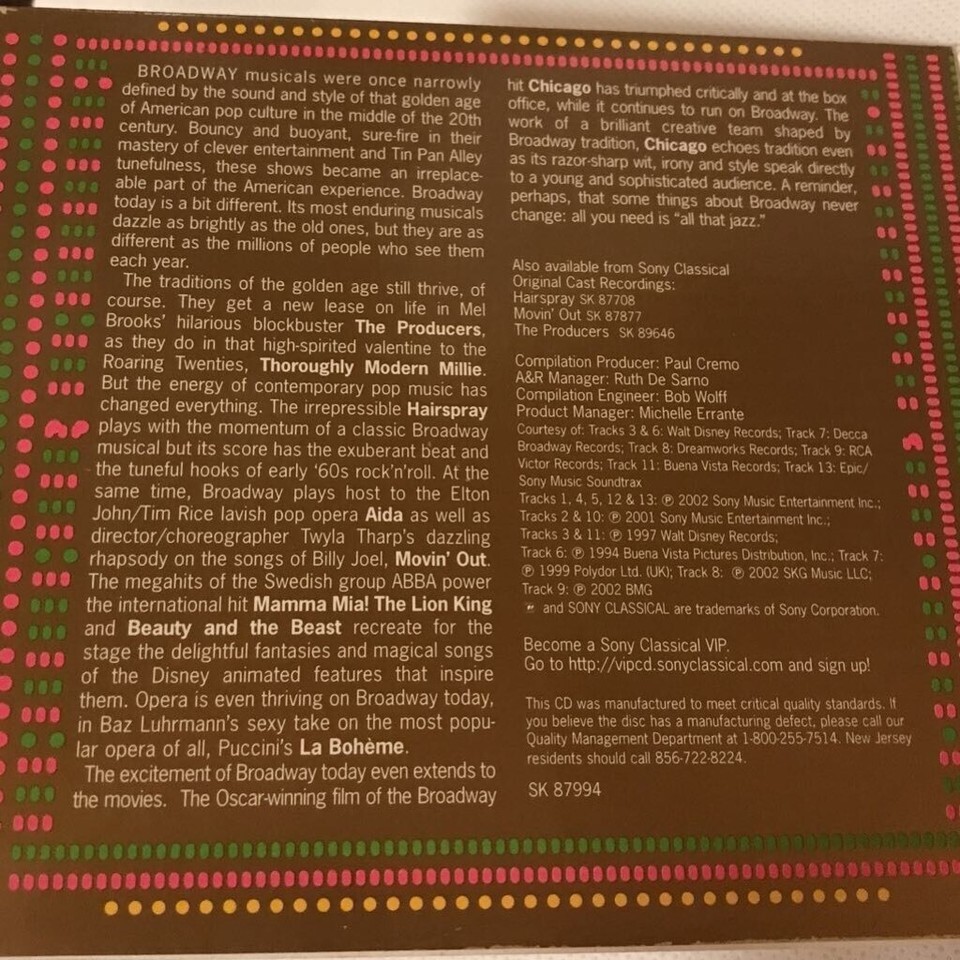 BROADWAY musicals were once narrowly
defined by the sound and style of that golden age
of American pop culture in the middle of the 20th
century. Bouncy and buoyant, sure-fire in their
mastery of clever entertainment and Tin Pan Alley
tunefulness, these shows became an irreplace-
able part of the American experience. Broadway
today is a bit different. Its most enduring musicals
dazzle as brightly as the old ones, but they are as
different as the millions of people who see them
each year.
The traditions of the golden age still thrive, of
course. They get a new lease on life in Mel
Brooks' hilarious blockbuster The Producers,
as they do in that high-spirited valentine to the
Roaring Twenties, Thoroughly Modern Millie.
But the energy of contemporary pop music has
changed everything. The irrepressible Hairspray
plays with the momentum of a classic Broadway
musical but its score has the exuberant beat and
the tuneful hooks of early '60s rock'n'roll. At the
same time, Broadway plays host to the Elton
John/Tim Rice lavish pop opera Aida as well as
director/choreographer Twyla Tharp's dazzling
rhapsody on the songs of Billy Joel, Movin' Out.
The megahits of the Swedish group ABBA power
the international hit Mamma Mia! The Lion King
and Beauty and the Beast recreate for the
stage the delightful fantasies and magical songs
of the Disney animated features that inspire
them. Opera is even thriving on Broadway today,
in Baz Luhrmann's sexy take on the most popu-
lar opera of all, Puccini's La Bohème.
The excitement of Broadway today even extends to
the movies. The Oscar-winning film of the Broadway
hit Chicago has triumphed critically and at the box
office, while it continues to run on Broadway. The
work of a brilliant creative team shaped by
Broadway tradition, Chicago echoes tradition even
as its razor-sharp wit, irony and style speak directly
to a young and sophisticated audience. A reminder,
perhaps, that some things about Broadway never
change: all you need is "all that jazz."
Also available from Sony Classical
Original Cast Recordings:
Hairspray SK 87708
Movin' Out SK 87877
The Producers SK 89646
Compilation Producer: Paul Cremo
A&R Manager: Ruth De Sarno
Compilation Engineer: Bob Wolff
Product Manager: Michelle Errante
Courtesy of: Tracks 3 & 6: Walt Disney Records; Track 7: Decca
Broadway Records; Track 8: Dreamworks Records; Track 9: RCA
Victor Records; Track 11: Buena Vista Records; Track 13: Epic/
Sony Music Soundtrax
Tracks 1, 4, 5, 12 & 13: ℗ 2002 Sony Music Entertainment Inc.;
Tracks 2 & 10: ℗ 2001 Sony Music Entertainment Inc.;
Tracks 3 & 11: ℗ 1997 Walt Disney Records;
Track 6: ℗ 1994 Buena Vista Pictures Distribution, Inc.; Track 7:
℗ 1999 Polydor Ltd. (UK); Track 8: ℗ 2002 SKG Music LLC;
Track 9: ℗ 2002 BMG
and SONY CLASSICAL are trademarks of Sony Corporation.
Become a Sony Classical VIP.
Go to http://vipcd.sonyclassical.com and sign up!
This CD was manufactured to meet critical quality standards. If
you believe the disc has a manufacturing defect, please call our
Quality Management Department at 1-800-255-7514. New Jersey
residents should call 856-722-8224.
SK 87994